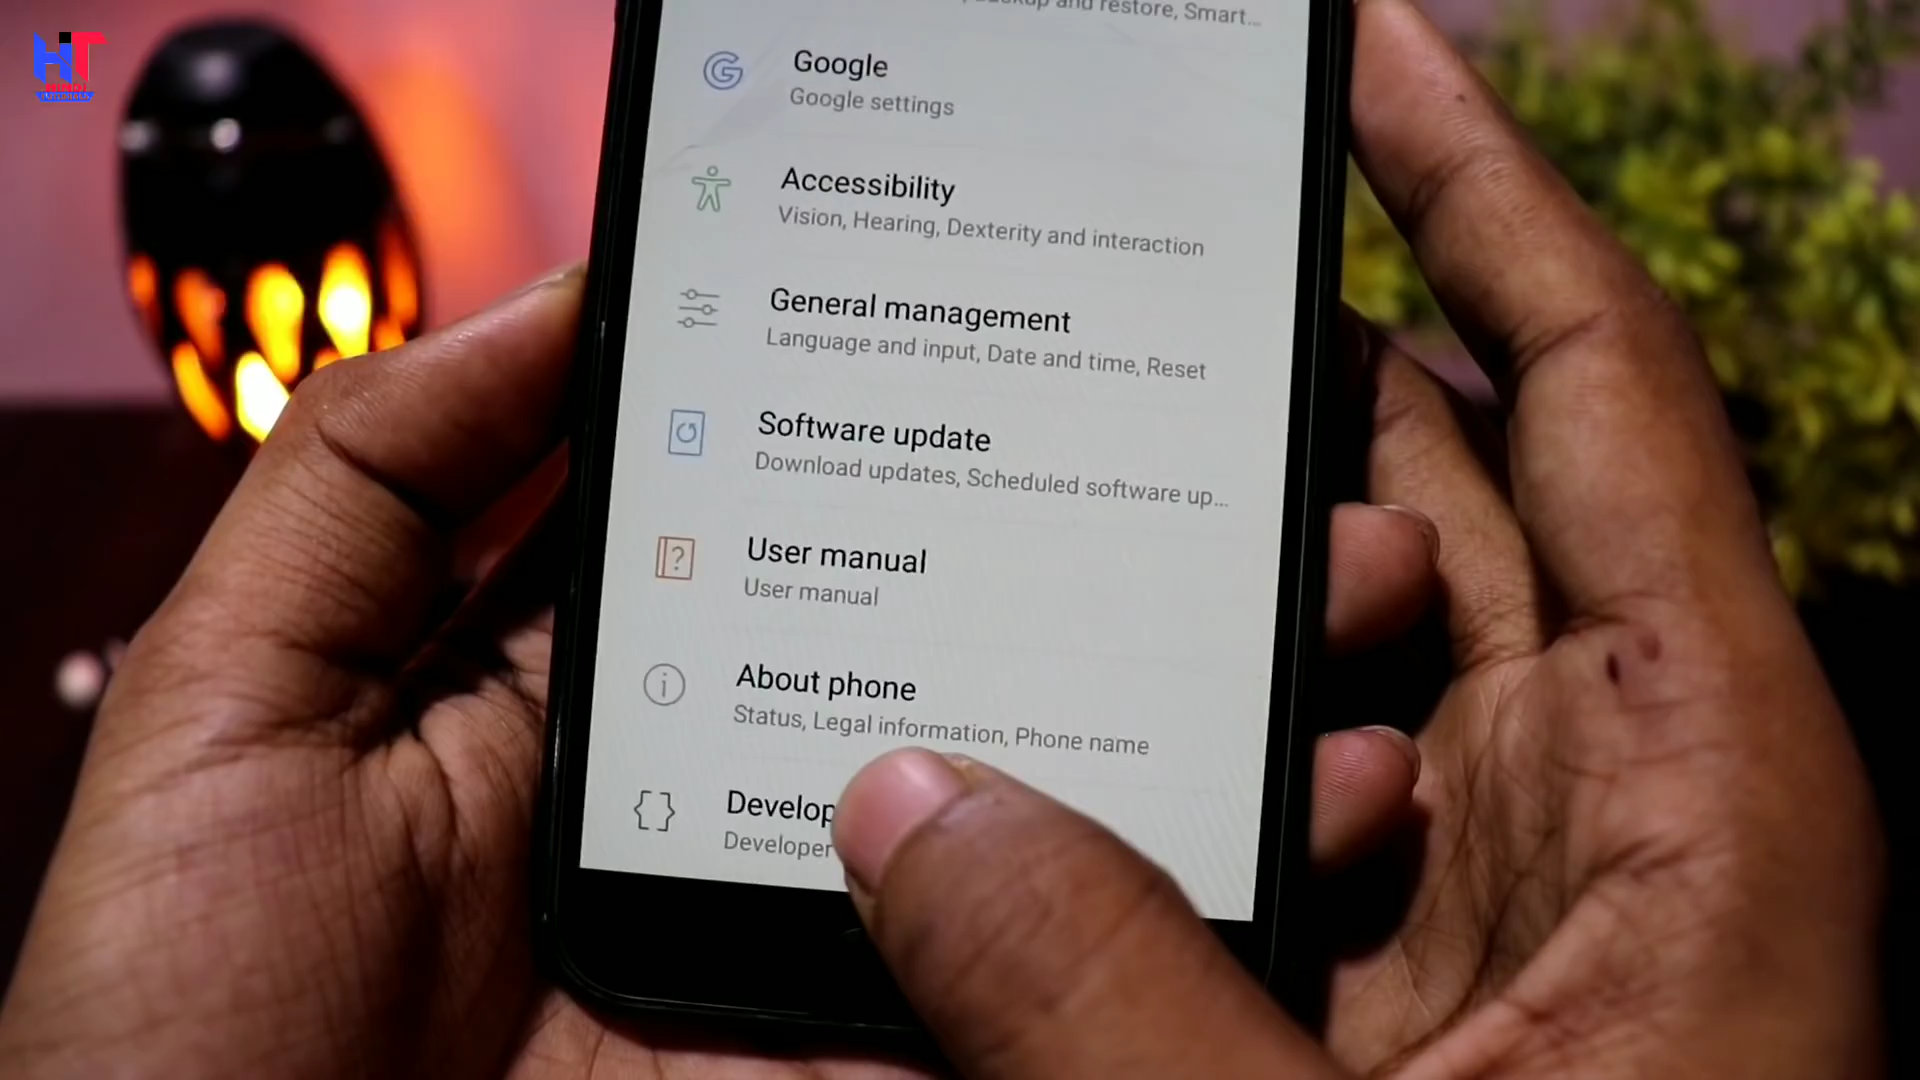 HT
and restore, Smart...
Google
Google settings
Accessibility
Vision, Hearing, Dexterity and interaction
General management
Language and input, Date and time, Reset
Software update
Download updates, Scheduled software up...
User manual
User manual
About phone
Status, Legal information, Phone name
Develop
Developer